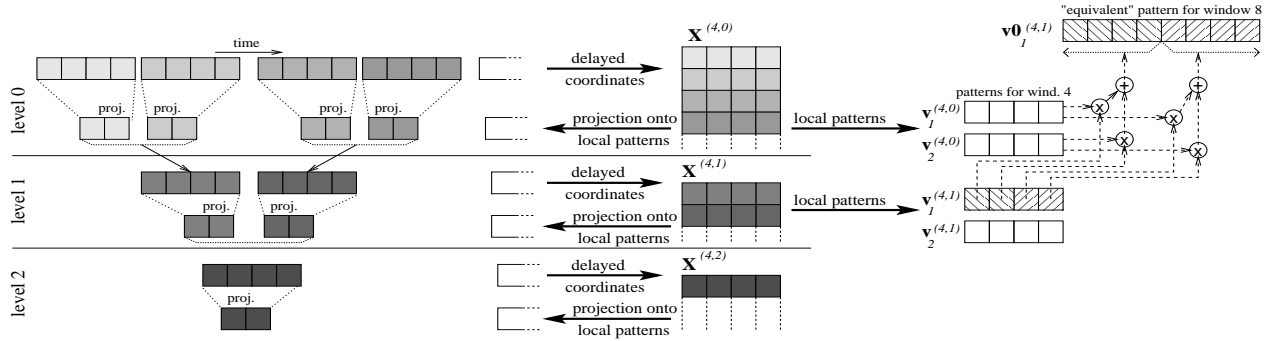 "equivalent" pattern for window 8
time
X (4,0)
v0 1 (4,1)
delayed
coordinates
level 0
proj. proj. proj. proj.
patterns for wind. 4
v 1 (4,0)
projection onto
local patterns
local patterns
v 2 (4,0)
+ +
x x x x
level 1
X (4,1)
delayed
coordinates
proj. proj.
projection onto
local patterns
local patterns
v 1 (4,1)
v 2 (4,1)
level 2
X (4,2)
delayed
coordinates
proj.
projection onto
local patterns